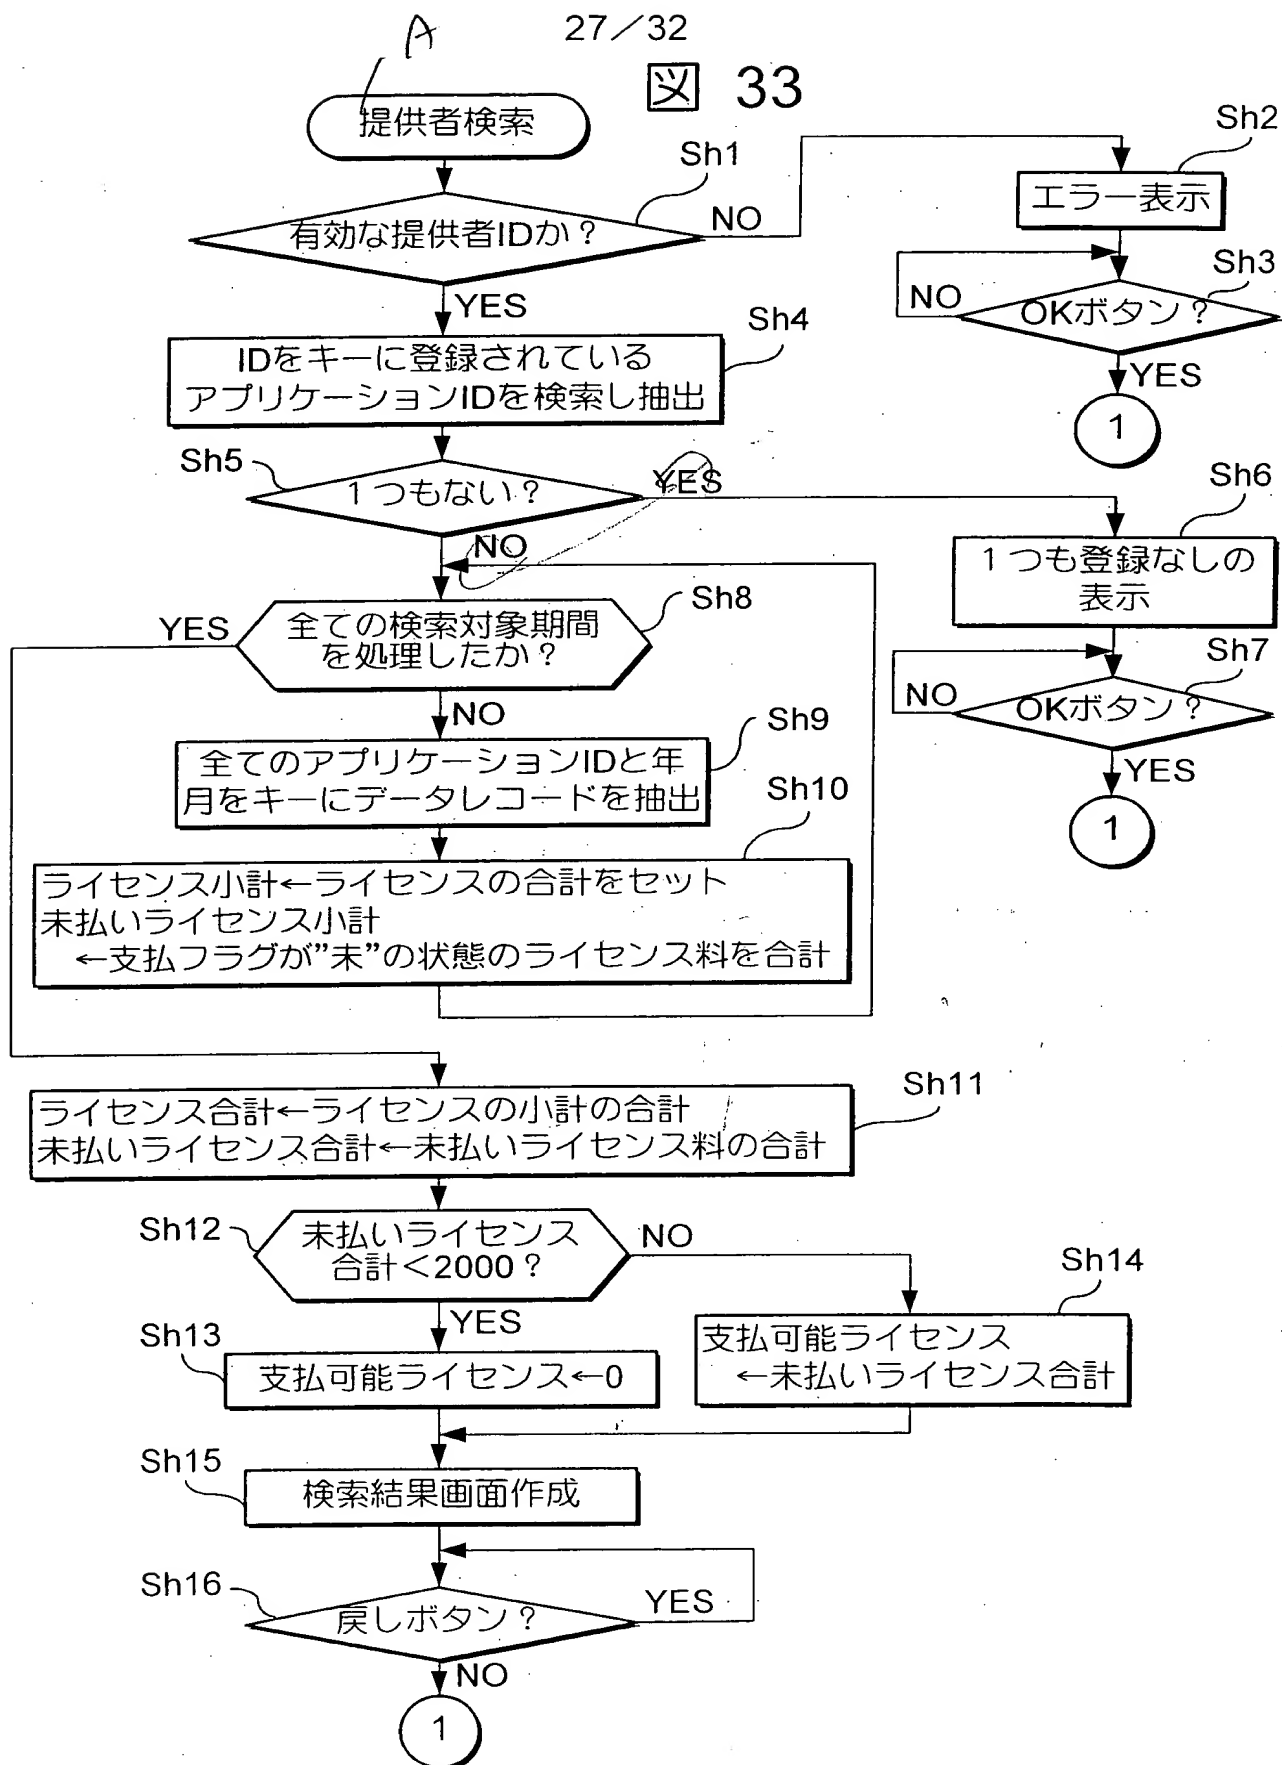 A
27/32
図 33
提供者検索
Sh1
有効な提供者IDか？
NO
YES
Sh2
エラー表示
Sh3
OKボタン？
NO
YES
1
Sh4
IDをキーに登録されている
アプリケーションIDを検索し抽出
Sh5
1つもない？
YES
NO
Sh6
1つも登録なしの
表示
Sh7
OKボタン？
NO
YES
1
Sh8
全ての検索対象期間
を処理したか？
YES
NO
Sh9
全てのアプリケーションIDと年
月をキーにデータレコードを抽出
Sh10
ライセンス小計←ライセンスの合計をセット
未払いライセンス小計
←支払フラグが”未”の状態のライセンス料を合計
Sh11
ライセンス合計←ライセンスの小計の合計
未払いライセンス合計←未払いライセンス料の合計
Sh12
未払いライセンス
合計＜2000？
NO
YES
Sh13
支払可能ライセンス←0
Sh14
支払可能ライセンス
←未払いライセンス合計
Sh15
検索結果画面作成
Sh16
戻しボタン？
YES
NO
1